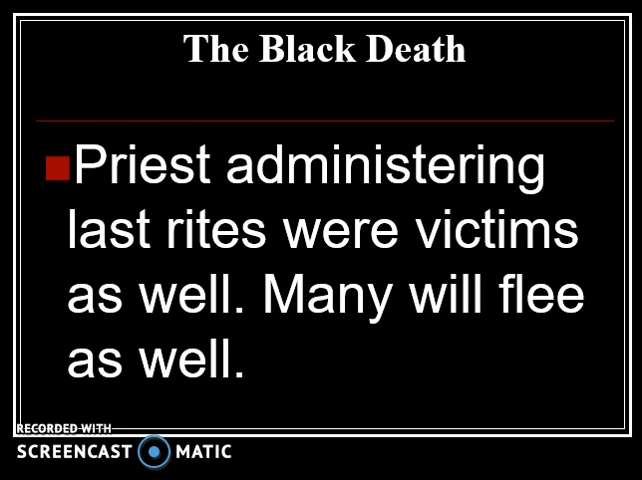 The Black Death
Priest administering
last rites were victims
as well. Many will flee
as well.
RECORDED WITH
SCREENCAST MATIC